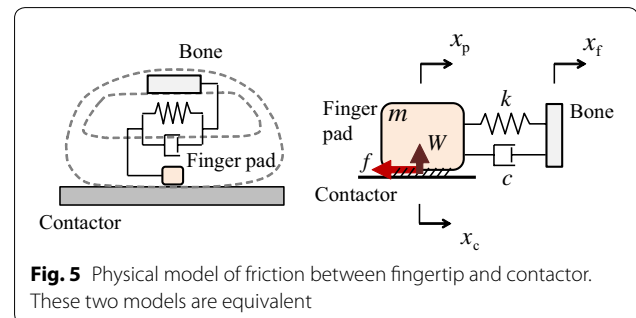 Bone
Finger pad
Contactor
x_p
x_f
Finger
pad
m
k
Bone
W
f
c
Contactor
x_c
Fig. 5 Physical model of friction between fingertip and contactor.
These two models are equivalent